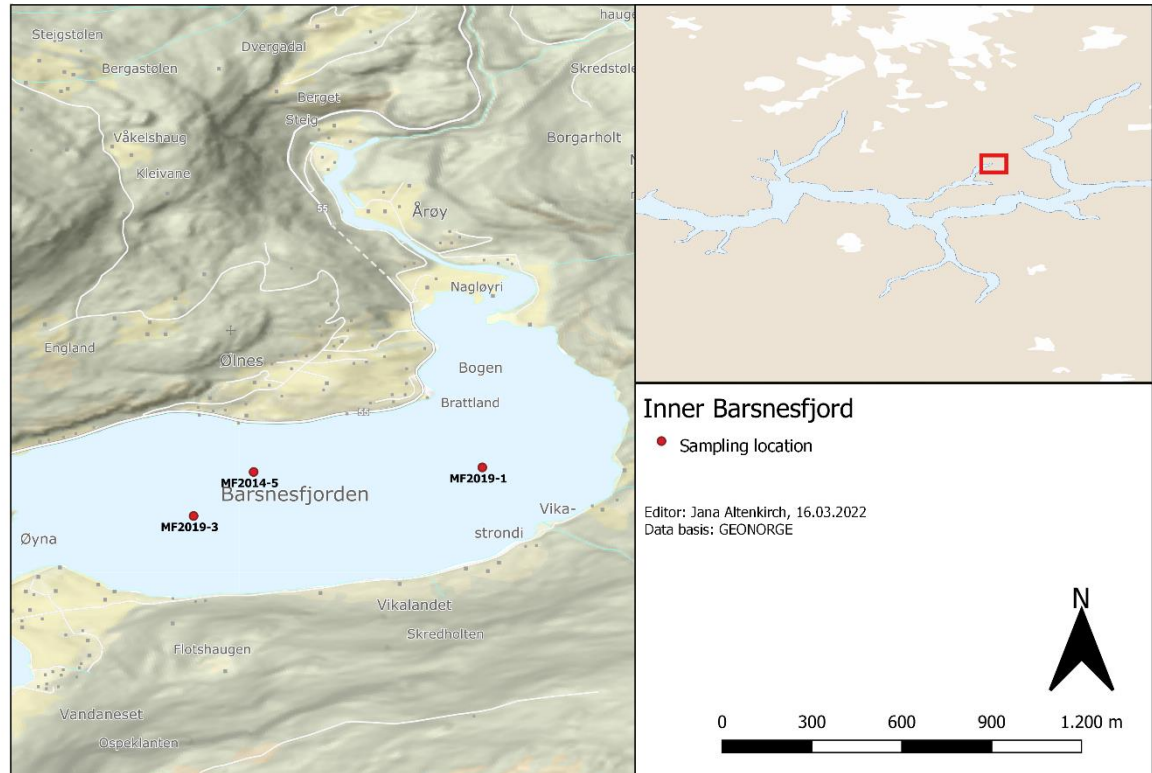 haugen
Steigstølen
Dvergadal
Bergastølen
Skredstøle
Berget
Steig
Våkelshaug
Borgarholt
Kleivane
55
Årøy
Nagløyri
England
Ølnes
Bogen
Brattland
55
MF2014-5
MF2019-1
Barsnesfjorden
MF2019-3
Vika-
strondi
Øyna
Vikalandet
Skredholten
Flotshaugen
Vandaneset
Ospeklanten
Inner Barsnesfjord
Sampling location
Editor: Jana Altenkirch, 16.03.2022
Data basis: GEONORGE
N
0 300 600 900 1.200 m